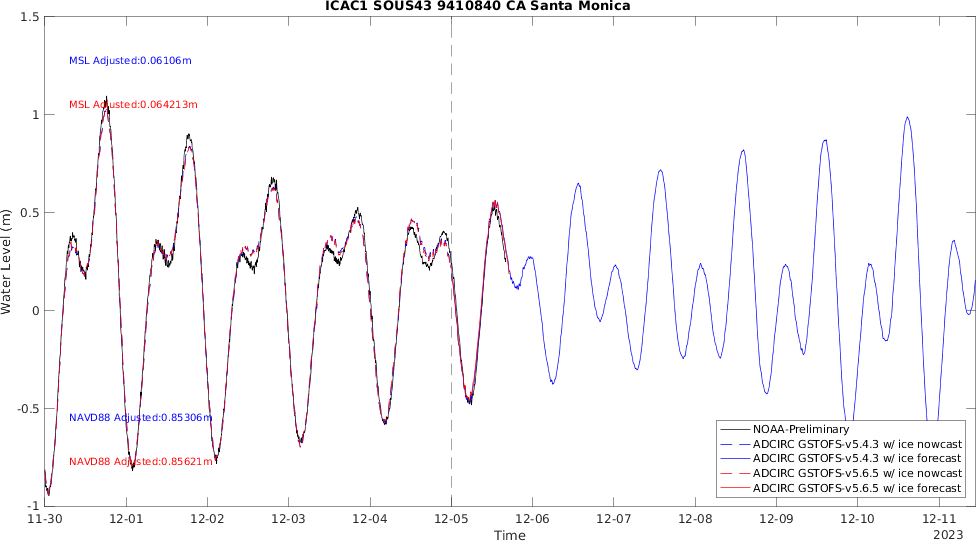 ICAC1 SOUS43 9410840 CA Santa Monica
Water Level (m)
1.5
1
0.5
0
-0.5
-1
MSL Adjusted:0.06106m
MSL Adjusted:0.064213m
NAVD88 Adjusted:0.85306m
NAVD88 Adjusted:0.85621m
NOAA-Preliminary
ADCIRC GSTOFS-v5.4.3 w/ ice nowcast
ADCIRC GSTOFS-v5.4.3 w/ ice forecast
ADCIRC GSTOFS-v5.6.5 w/ ice nowcast
ADCIRC GSTOFS-v5.6.5 w/ ice forecast
11-30 12-01 12-02 12-03 12-04 12-05 12-06 12-07 12-08 12-09 12-10 12-11
Time
2023